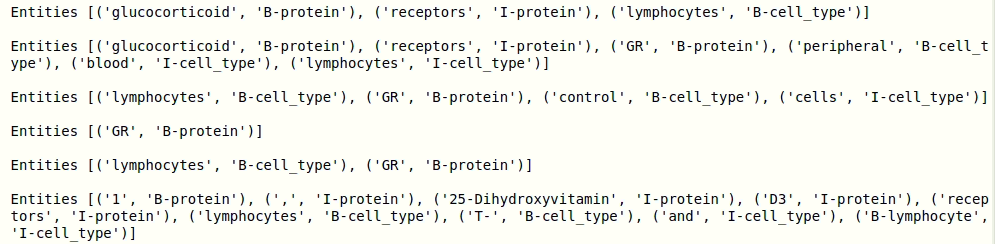 Entities [('glucocorticoid', 'B-protein'), ('receptors', 'I-protein'), ('lymphocytes', 'B-cell_type')]
Entities [('glucocorticoid', 'B-protein'), ('receptors', 'I-protein'), ('GR', 'B-protein'), ('peripheral', 'B-cell_t
ype'), ('blood', 'I-cell_type'), ('lymphocytes', 'I-cell_type')]
Entities [('lymphocytes', 'B-cell_type'), ('GR', 'B-protein'), ('control', 'B-cell_type'), ('cells', 'I-cell_type')]
Entities [('GR', 'B-protein')]
Entities [('lymphocytes', 'B-cell_type'), ('GR', 'B-protein')]
Entities [('1', 'B-protein'), (',', 'I-protein'), ('25-Dihydroxyvitamin', 'I-protein'), ('D3', 'I-protein'), ('recep
tors', 'I-protein'), ('lymphocytes', 'B-cell_type'), ('T-', 'B-cell_type'), ('and', 'I-cell_type'), ('B-lymphocyte',
'I-cell_type')]